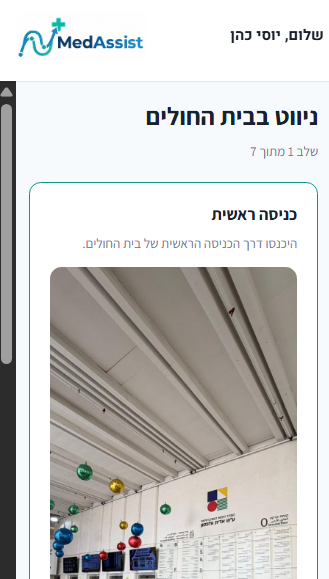 MedAssist
שלום, יוסי כהן
ניווט בבית החולים
שלב 1 מתוך 7
כניסה ראשית
היכנסו דרך הכניסה הראשית של בית החולים.